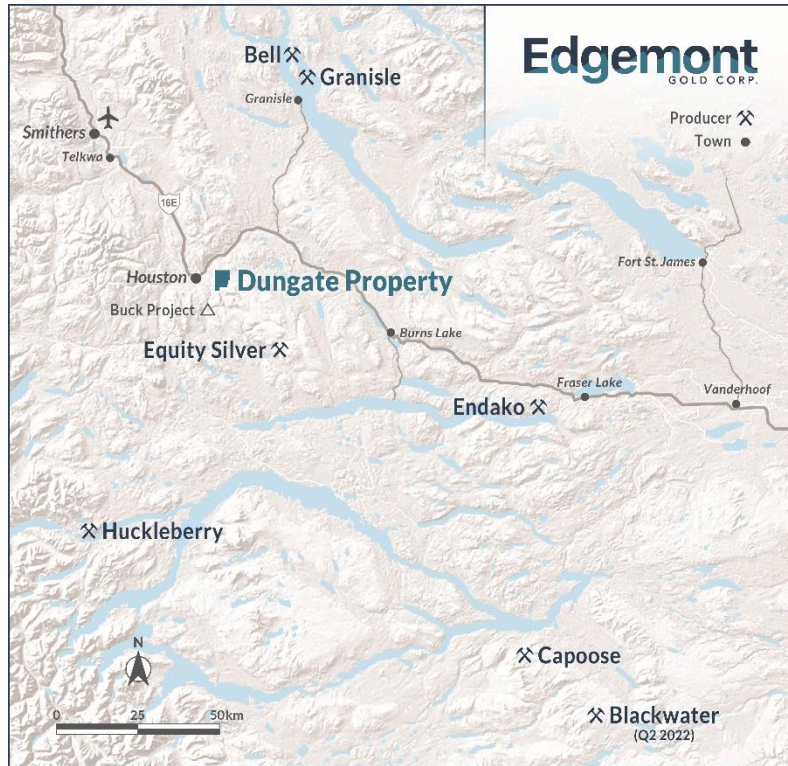 Edgemont
GOLD CORP.
Producer
Town
Bell
Granisle
Granisle
Smithers
Telkwa
16E
Houston
Dungate Property
Fort St. James
Buck Project
Equity Silver
Burns Lake
Endako
Fraser Lake
Vanderhoof
Huckleberry
N
Capoose
0 25 50km
Blackwater
(Q2 2022)